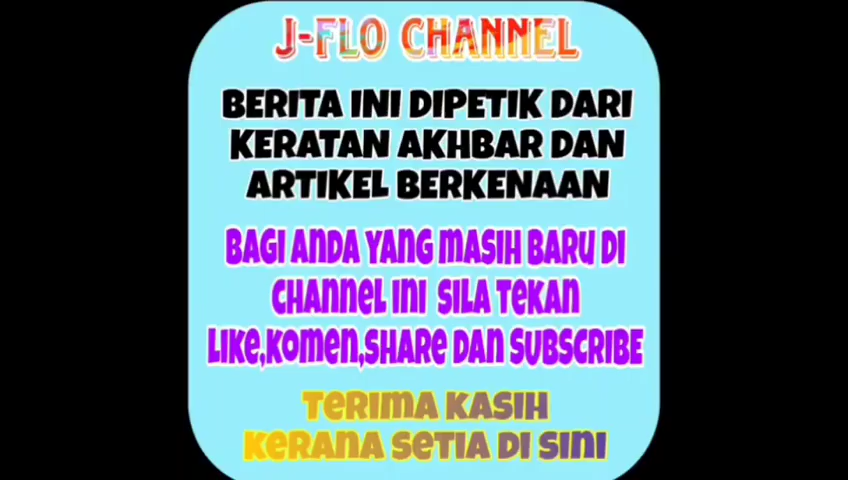 J-FLO CHANNEL
BERITA INI DIPETIK DARI
KERATAN AKHBAR DAN
ARTIKEL BERKENAAN
BAGI ANDA YANG MASIH BARU DI
CHANNEL INI SILA TEKAN
LIKE,KOMEN,SHARE DAN SUBSCRIBE
TERIMA KASIH
KERANA SETIA DI SINI